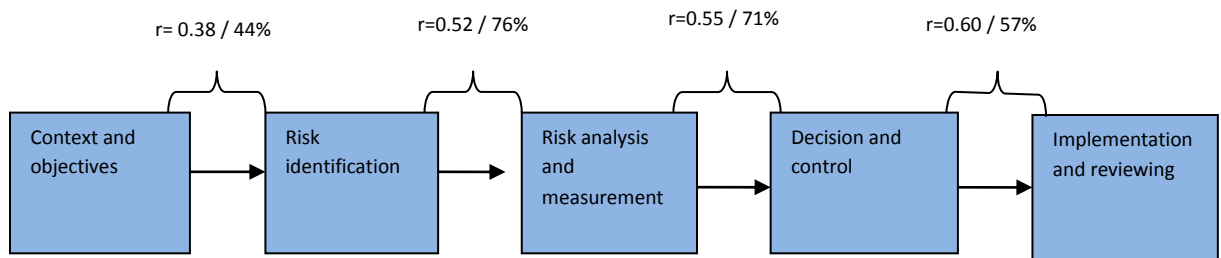 r= 0.38 / 44%
r=0.52 / 76%
r=0.55 / 71%
r=0.60 / 57%
Context and
objectives
Risk
identification
Risk analysis
and
measurement
Decision and
control
Implementation
and reviewing